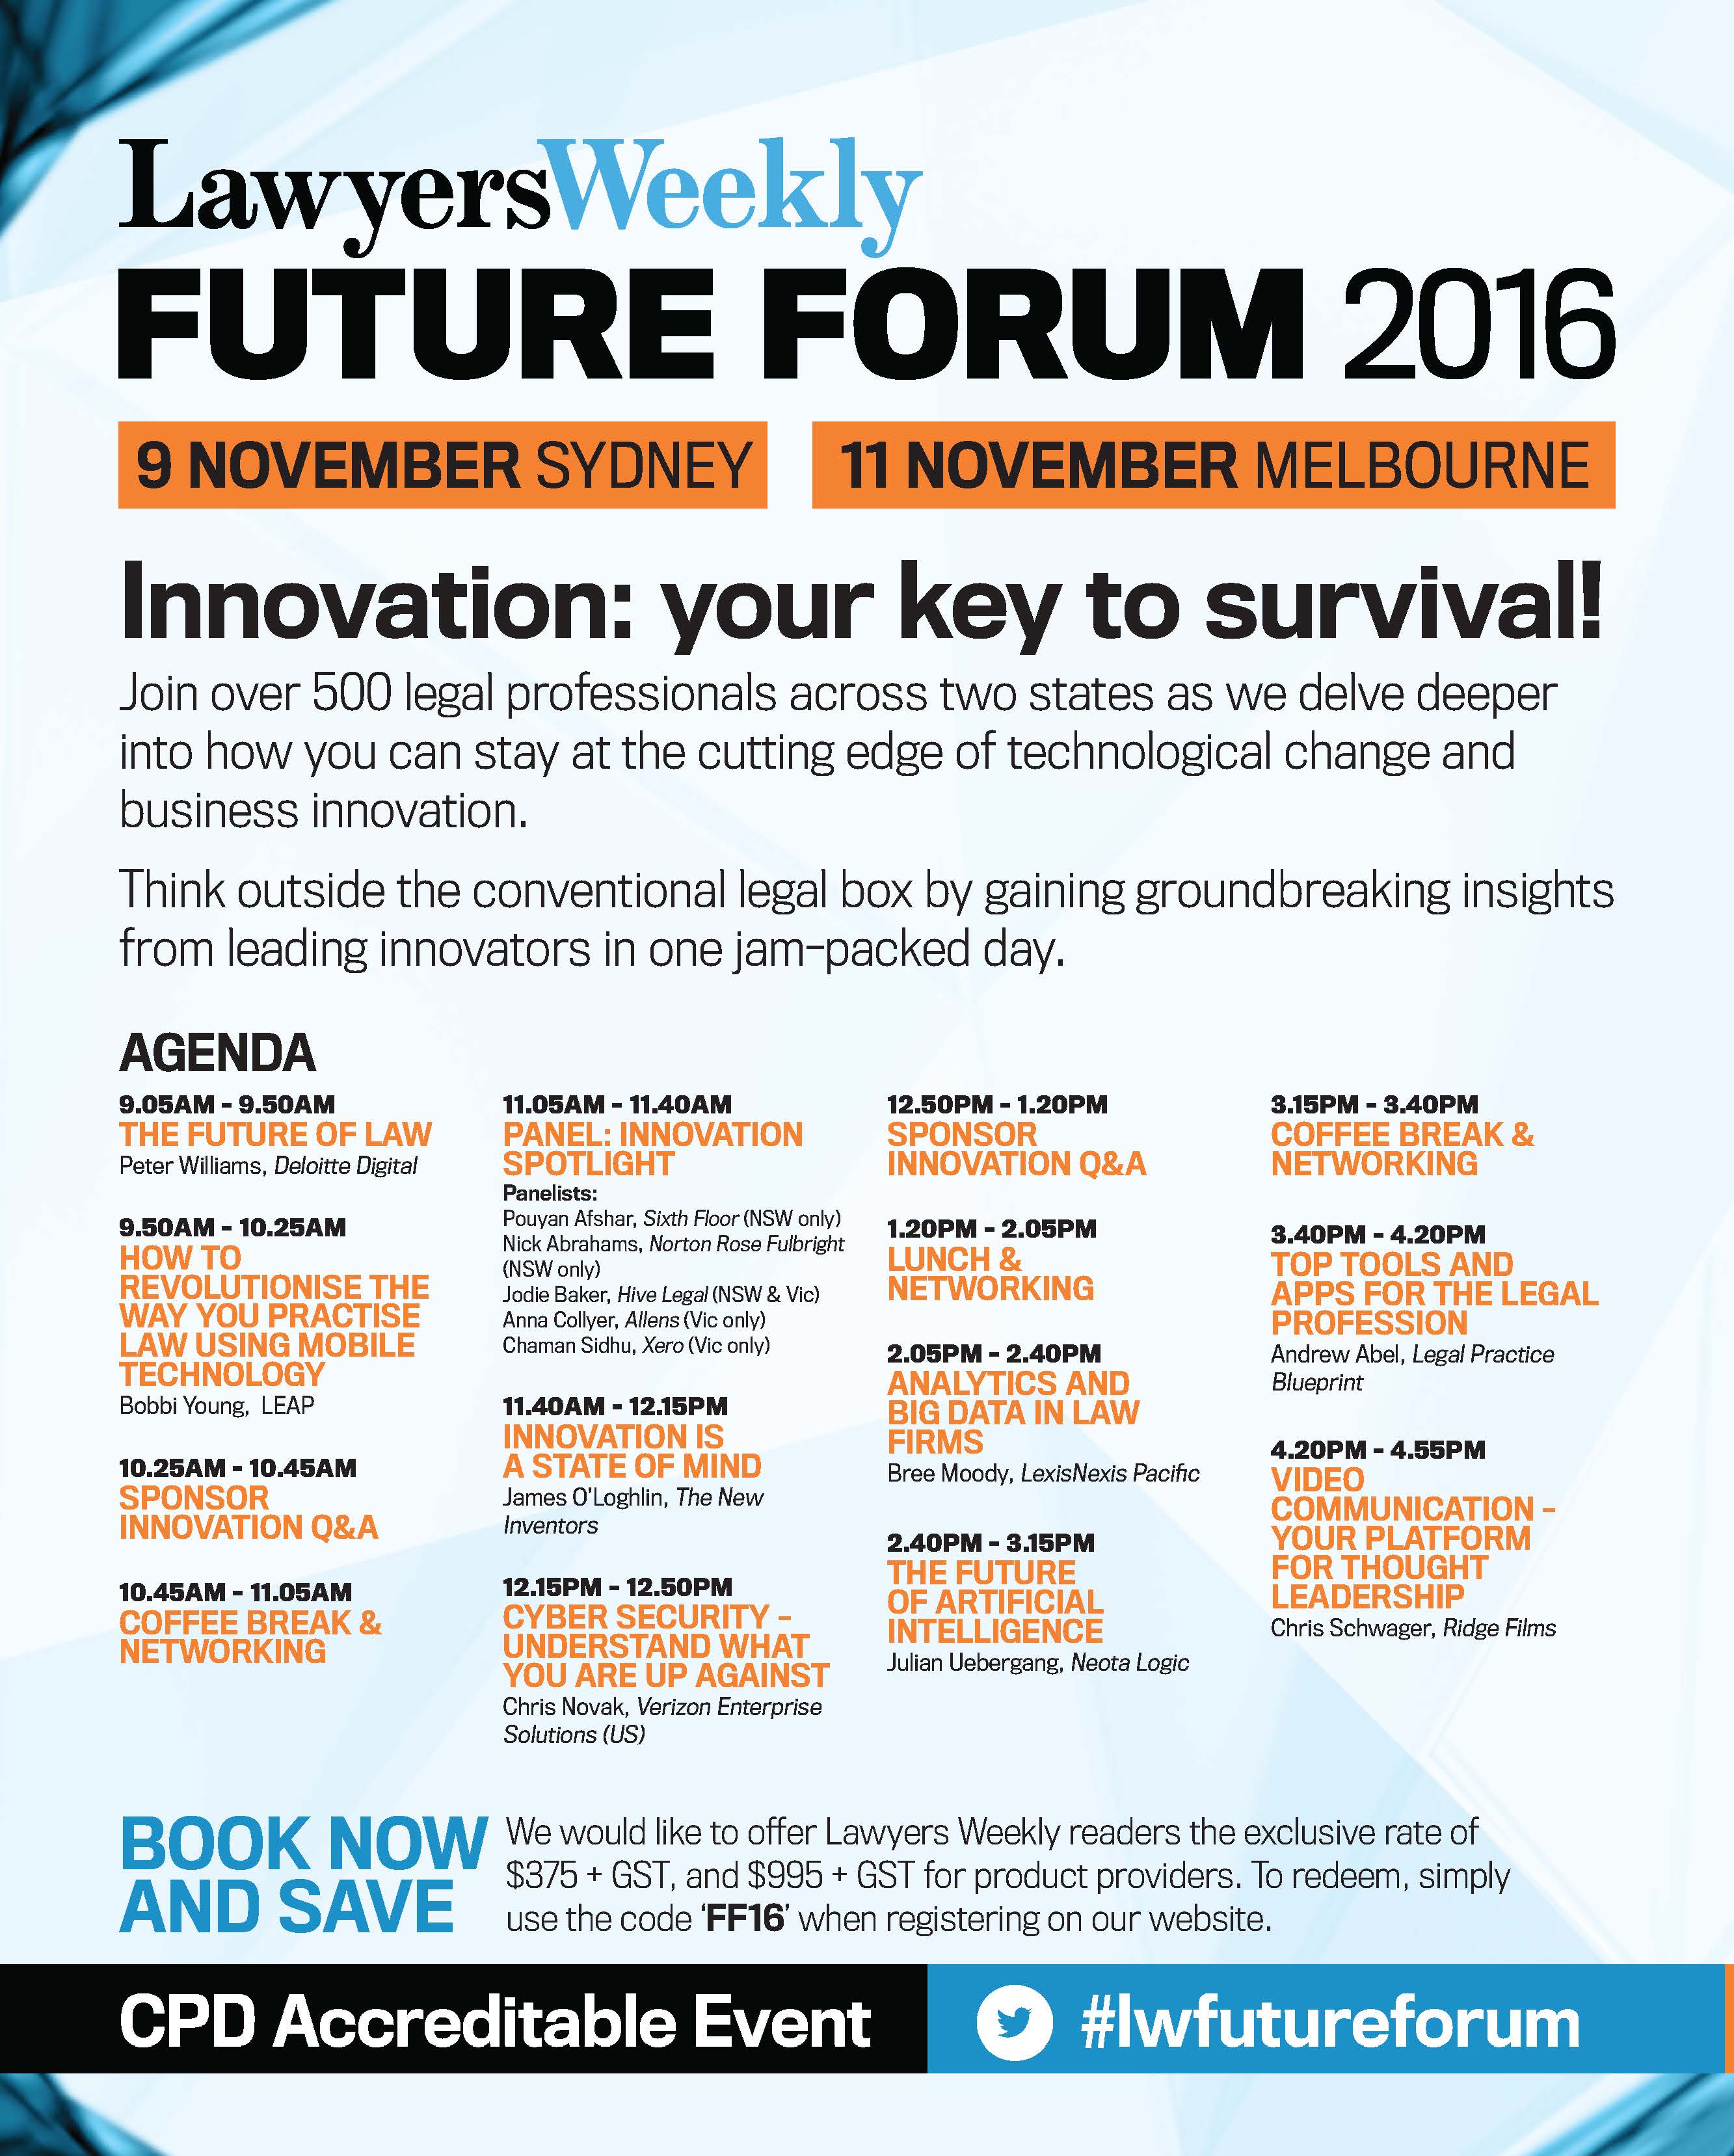 LawyersWeekly
FUTURE FORUM 2016
9 NOVEMBER SYDNEY
11 NOVEMBER MELBOURNE
Innovation: your key to survival!
Join over 500 legal professionals across two states as we delve deeper
into how you can stay at the cutting edge of technological change and
business innovation.
Think outside the conventional legal box by gaining groundbreaking insights
from leading innovators in one jam-packed day.
AGENDA
9.05AM - 9.50AM
THE FUTURE OF LAW
Peter Williams, Deloitte Digital
9.50AM - 10.25AM
HOW TO
REVOLUTIONISE THE
WAY YOU PRACTISE
LAW USING MOBILE
TECHNOLOGY
Bobbi Young, LEAP
10.25AM - 10.45AM
SPONSOR
INNOVATION Q&A
10.45AM - 11.05AM
COFFEE BREAK &
NETWORKING
11.05AM - 11.40AM
PANEL: INNOVATION
SPOTLIGHT
Panelists:
Pouyan Afshar, Sixth Floor (NSW only)
Nick Abrahams, Norton Rose Fulbright
(NSW only)
Jodie Baker, Hive Legal (NSW & Vic)
Anna Collyer, Allens (Vic only)
Chaman Sidhu, Xero (Vic only)
11.40AM - 12.15PM
INNOVATION IS
A STATE OF MIND
James O'Loghlin, The New
Inventors
12.15PM - 12.50PM
CYBER SECURITY -
UNDERSTAND WHAT
YOU ARE UP AGAINST
Chris Novak, Verizon Enterprise
Solutions (US)
12.50PM - 1.20PM
SPONSOR
INNOVATION Q&A
1.20PM - 2.05PM
LUNCH &
NETWORKING
2.05PM - 2.40PM
ANALYTICS AND
BIG DATA IN LAW
FIRMS
Bree Moody, LexisNexis Pacific
2.40PM - 3.15PM
THE FUTURE
OF ARTIFICIAL
INTELLIGENCE
Julian Uebergang, Neota Logic
3.15PM - 3.40PM
COFFEE BREAK &
NETWORKING
3.40PM - 4.20PM
TOP TOOLS AND
APPS FOR THE LEGAL
PROFESSION
Andrew Abel, Legal Practice
Blueprint
4.20PM - 4.55PM
VIDEO
COMMUNICATION -
YOUR PLATFORM
FOR THOUGHT
LEADERSHIP
Chris Schwager, Ridge Films
BOOK NOW
AND SAVE
We would like to offer Lawyers Weekly readers the exclusive rate of
$375 + GST, and $995 + GST for product providers. To redeem, simply
use the code ‘FF16’ when registering on our website.
CPD Accreditable Event
#lwfutureforum